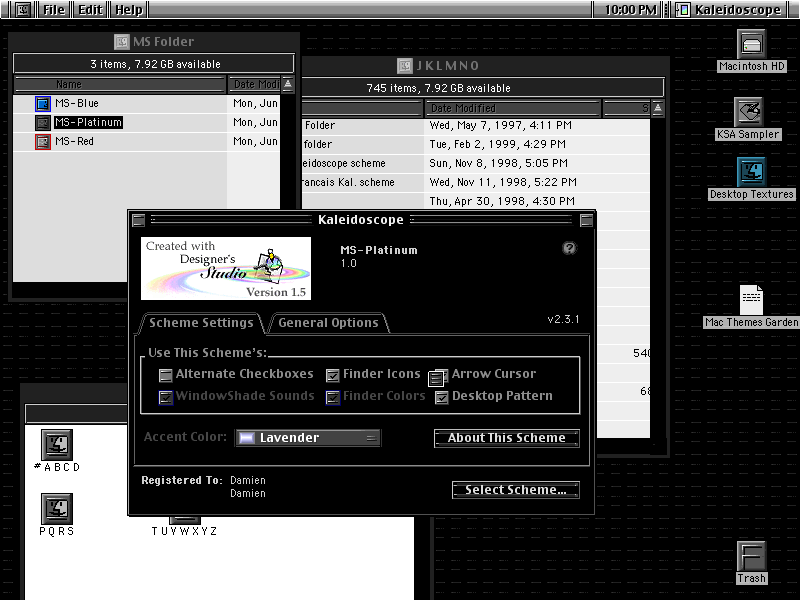 File Edit Help
10:00 PM
Kaleidoscope
MS Folder
3 items, 7.92 GB available
Name
Date Modi
MS-Blue
Mon, Jun
MS-Platinum
Mon, Jun
MS-Red
Mon, Jun
JKLMNO
745 items, 7.92 GB available
Date Modified
S
Folder
Wed, May 7, 1997, 4:11 PM
folder
Tue, Feb 2, 1999, 4:29 PM
eidoscope scheme
Sun, Nov 8, 1998, 5:05 PM
rancais Kal. scheme
Wed, Nov 11, 1998, 5:22 PM
Thu, Apr 30, 1998, 4:30 PM
540
68
Macintosh HD
KSA Sampler
Desktop Textures
Mac Themes Garden
Trash
Kaleidoscope
Created with
Designer's
Studio
Version 1.5
MS-Platinum
1.0
?
v2.3.1
Scheme Settings
General Options
Use This Scheme's:
Alternate Checkboxes
Finder Icons
Arrow Cursor
WindowShade Sounds
Finder Colors
Desktop Pattern
Accent Color:
Lavender
About This Scheme
Registered To: Damien
Damien
Select Scheme...
#ABCD
PQRS
TUYWXYZ